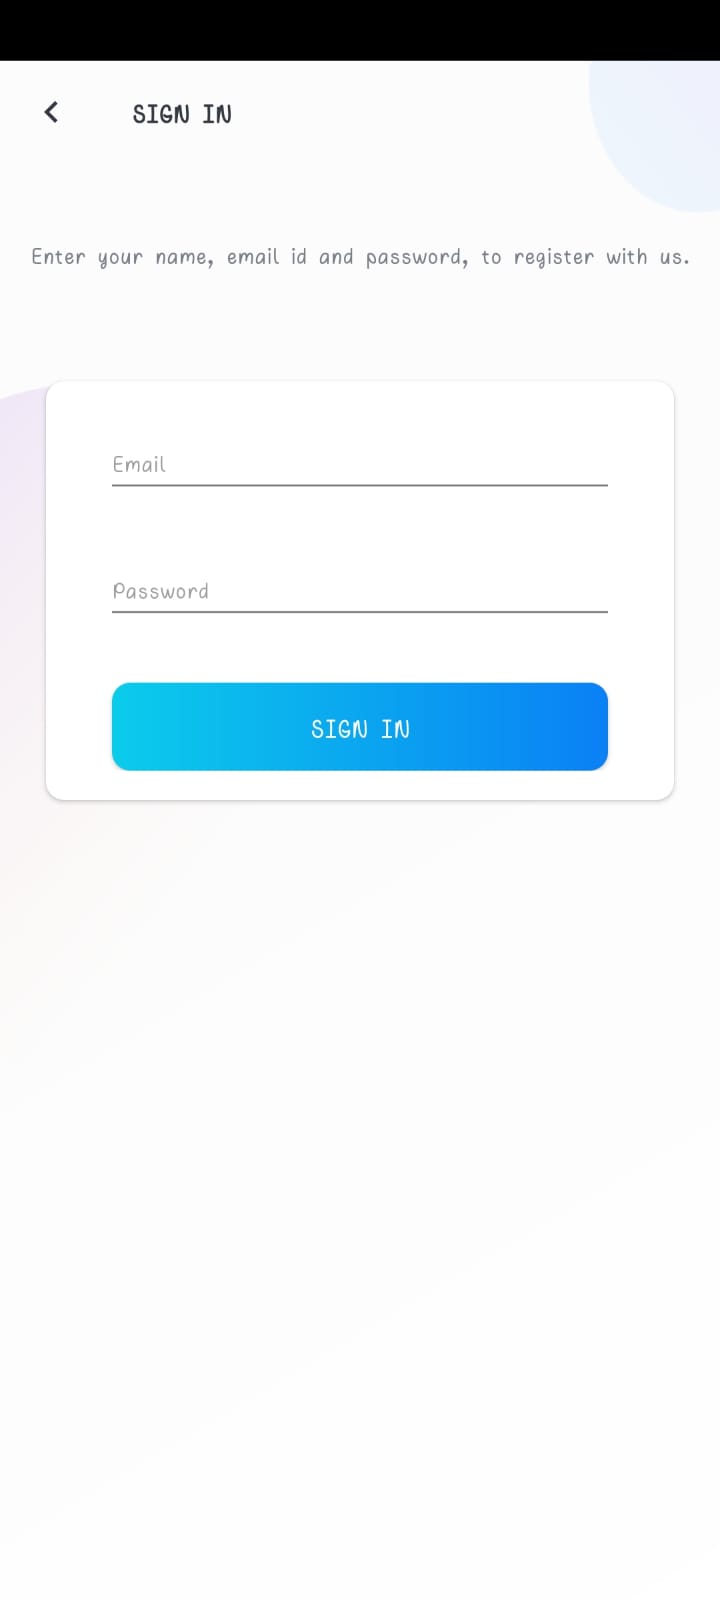 SIGN IN
Enter your name, email id and password, to register with us.
Email
Password
SIGN IN